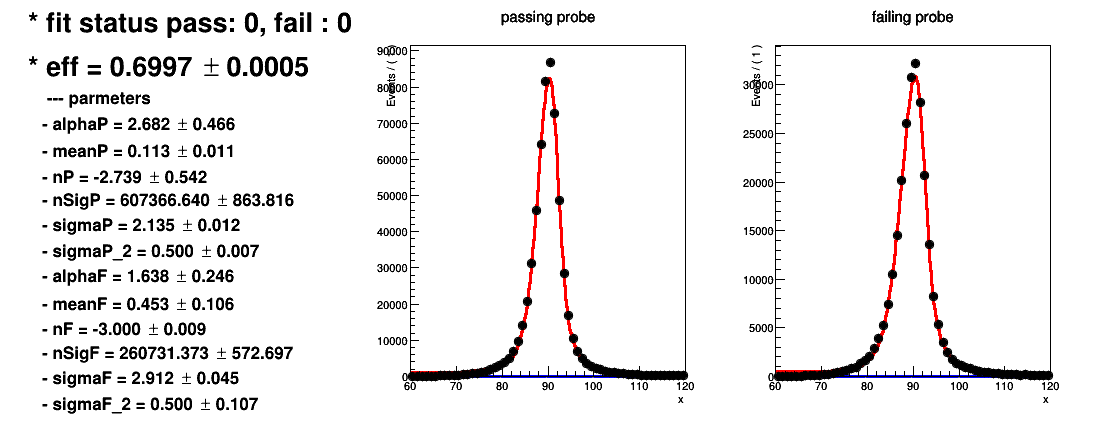 * fit status pass: 0, fail : 0
* eff = 0.6997 ± 0.0005
--- parmeters
- alphaP = 2.682 ± 0.466
- meanP = 0.113 ± 0.011
- nP = -2.739 ± 0.542
- nSigP = 607366.640 ± 863.816
- sigmaP = 2.135 ± 0.012
- sigmaP_2 = 0.500 ± 0.007
- alphaF = 1.638 ± 0.246
- meanF = 0.453 ± 0.106
- nF = -3.000 ± 0.009
- nSigF = 260731.373 ± 572.697
- sigmaF = 2.912 ± 0.045
- sigmaF_2 = 0.500 ± 0.107
passing probe
Events / ( 1 )
90000
80000
70000
60000
50000
40000
30000
20000
10000
0
60 70 80 90 100 110 120
x
failing probe
Events / ( 1 )
30000
25000
20000
15000
10000
5000
0
60 70 80 90 100 110 120
x